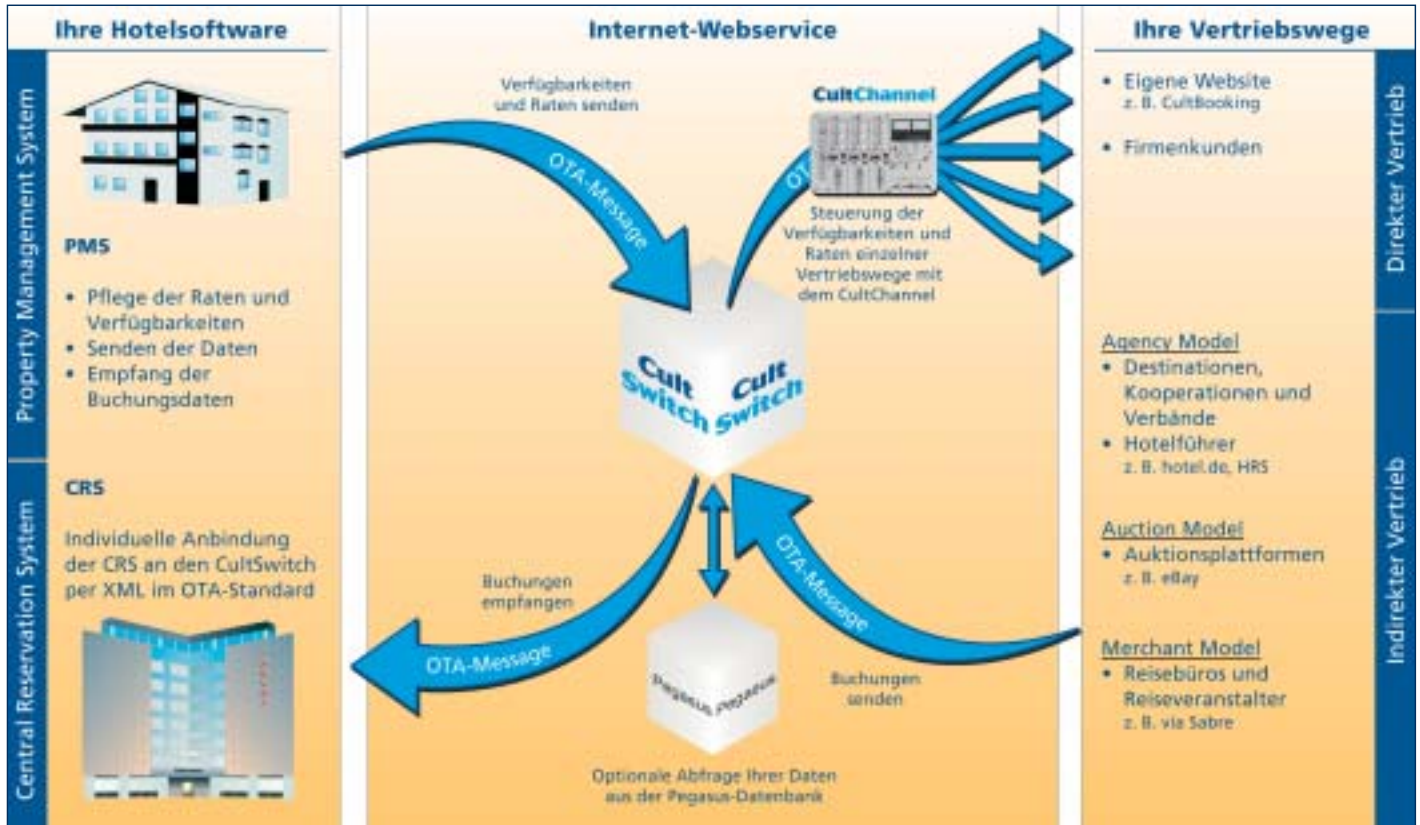 Ihre Hotelsoftware
Property Management System
PMS
• Pflege der Raten und
Verfügbarkeiten
• Senden der Daten
• Empfang der
Buchungsdaten
Central Reservation System
CRS
Individuelle Anbindung
der CRS an den CultSwitch
per XML im OTA-Standard
Internet-Webservice
Verfügbarkeiten
und Raten senden
OTA-Message
CultChannel
OT
Steuerung der
Verfügbarkeiten und
Raten einzelner
Vertriebswege mit
dem CultChannel
Cult
Switch
Cult
Switch
Buchungen
empfangen
OTA-Message
OTA-Message
Buchungen
senden
Pegasus
Pegasus
Optionale Abfrage Ihrer Daten
aus der Pegasus-Datenbank
Ihre Vertriebswege
Direkter Vertrieb
• Eigene Website
z. B. CultBooking
• Firmenkunden
Indirekter Vertrieb
Agency Model
• Destinationen,
Kooperationen und
Verbände
• Hotelführer
z. B. hotel.de, HRS
Auction Model
• Auktionsplattformen
z. B. eBay
Merchant Model
• Reisebüros und
Reiseveranstalter
z. B. via Sabre